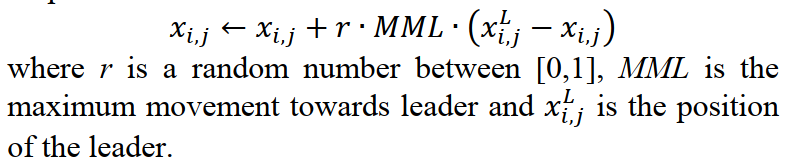 x_{i,j} ← x_{i,j} + r · MML · (x^L_{i,j} − x_{i,j})
where r is a random number between [0,1], MML is the
maximum movement towards leader and x^L_{i,j} is the position
of the leader.